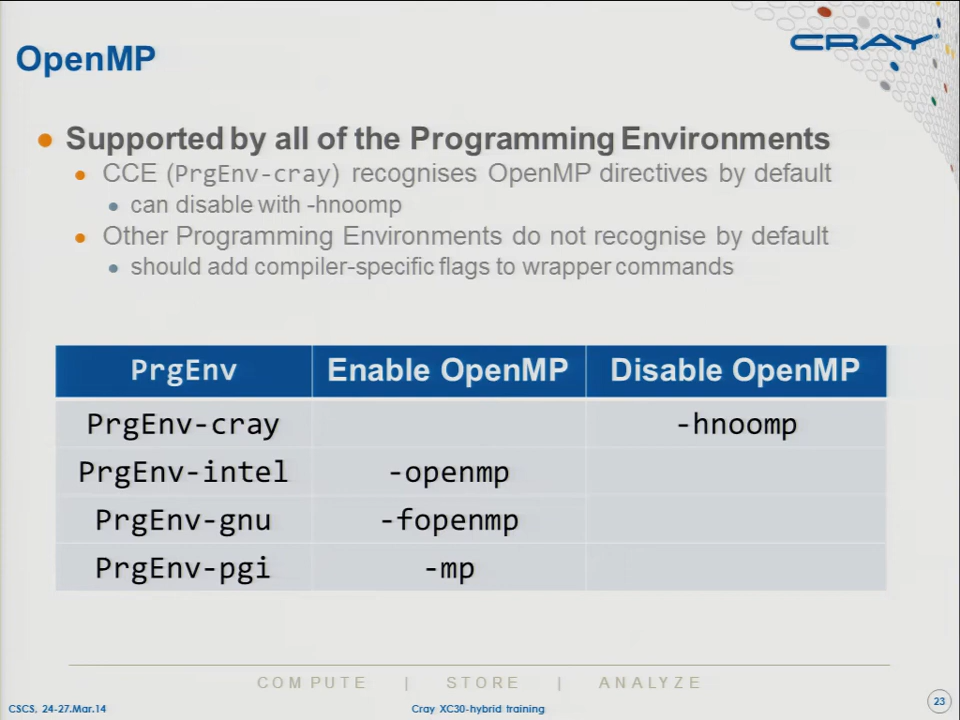 OpenMP
CRAY
Supported by all of the Programming Environments
CCE (PrgEnv-cray) recognises OpenMP directives by default
can disable with -hnoomp
Other Programming Environments do not recognise by default
should add compiler-specific flags to wrapper commands
PrgEnv Enable OpenMP Disable OpenMP
PrgEnv-cray -hnoomp
PrgEnv-intel -openmp
PrgEnv-gnu -fopenmp
PrgEnv-pgi -mp
COMPUTE | STORE | ANALYZE
CSCS, 24-27.Mar.14 Cray XC30-hybrid training 23